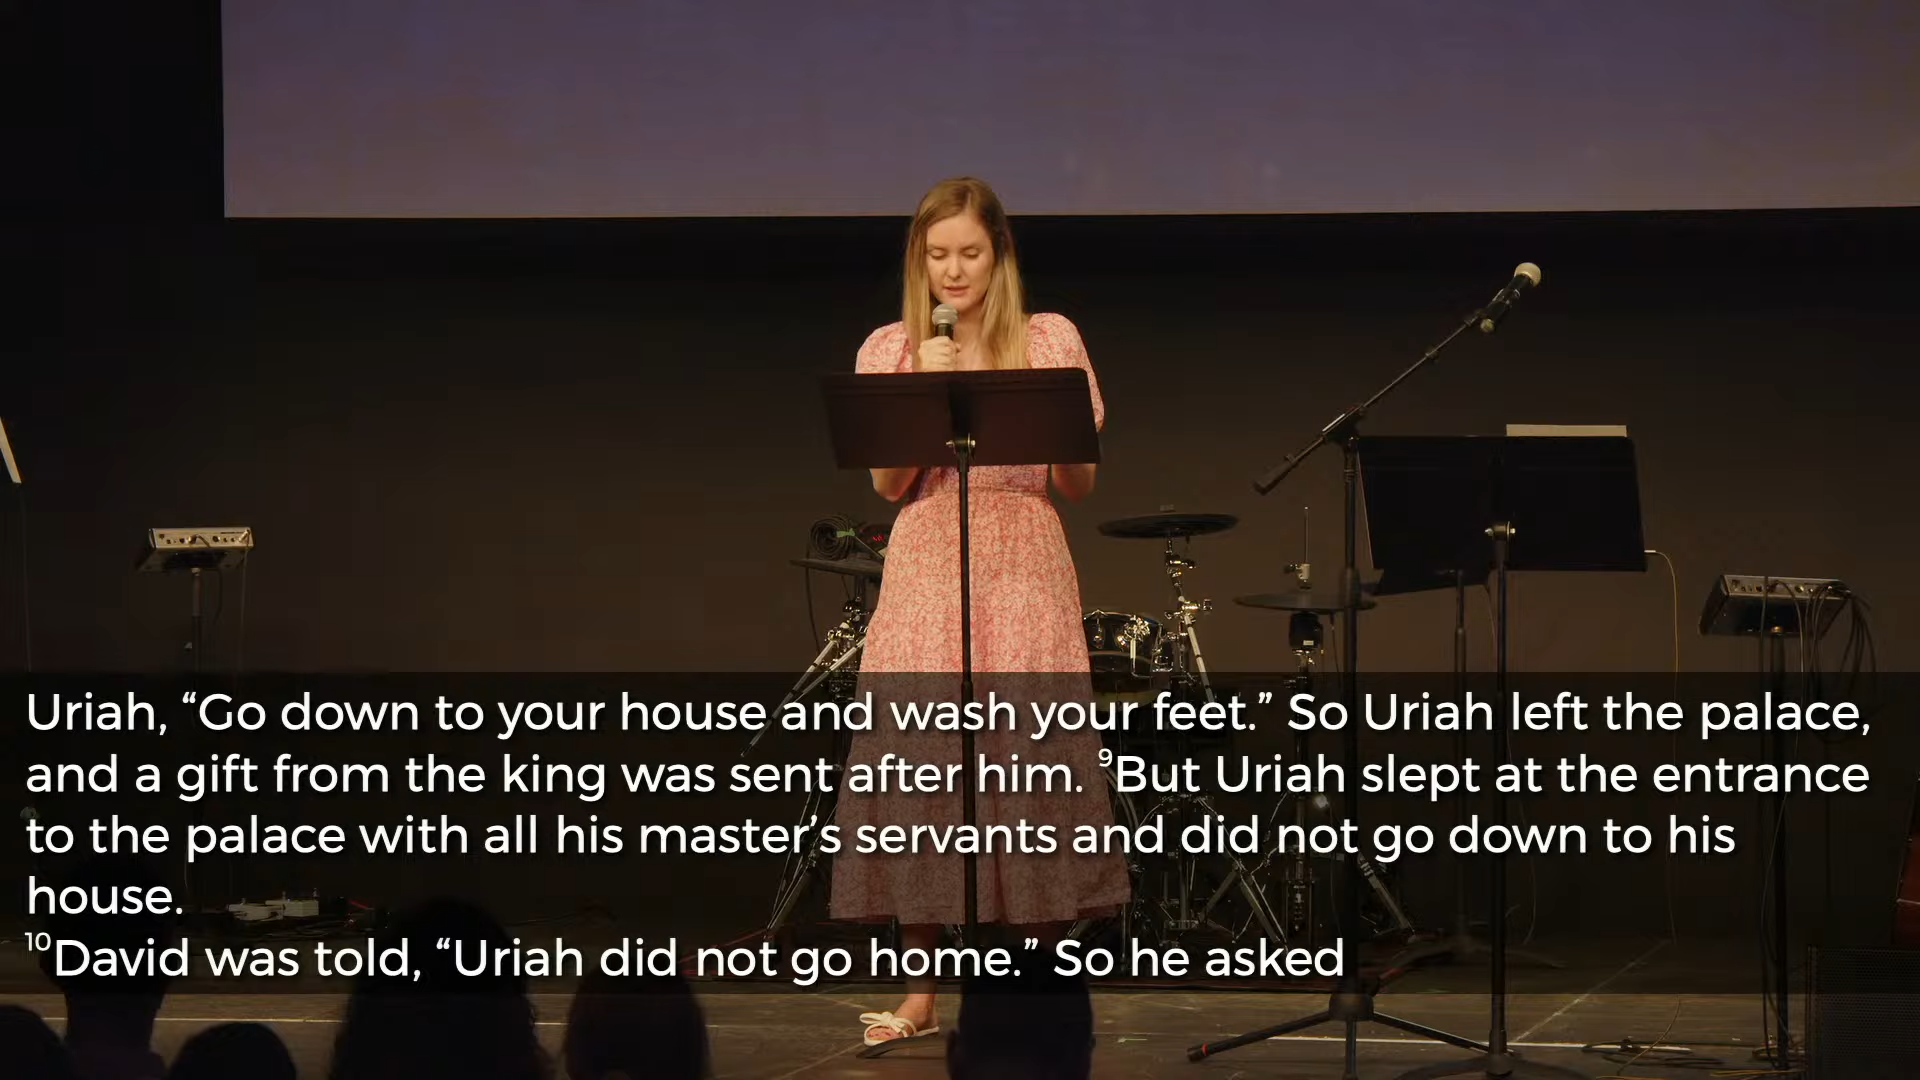 Uriah, “Go down to your house and wash your feet.” So Uriah left the palace,
and a gift from the king was sent after him. ⁹But Uriah slept at the entrance
to the palace with all his master’s servants and did not go down to his
house.
¹⁰David was told, “Uriah did not go home.” So he asked